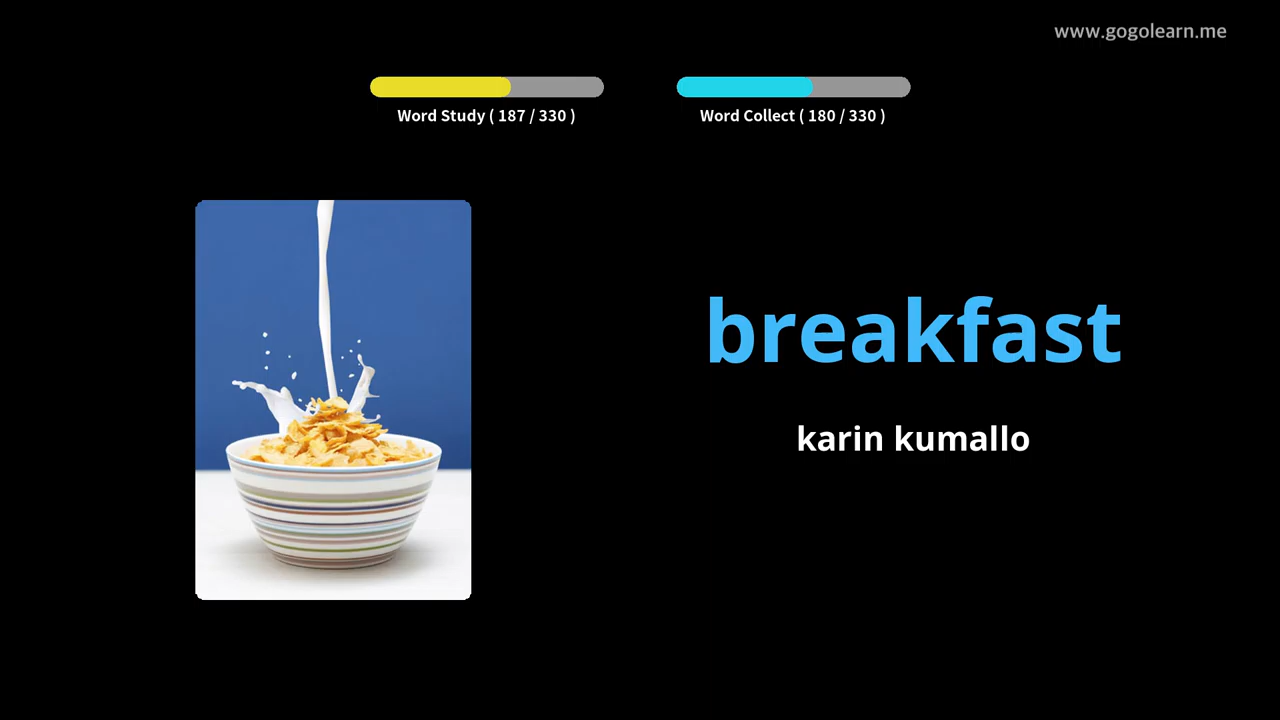 www.gogolearn.me
Word Study ( 187 / 330 )
Word Collect ( 180 / 330 )
breakfast
karin kumallo